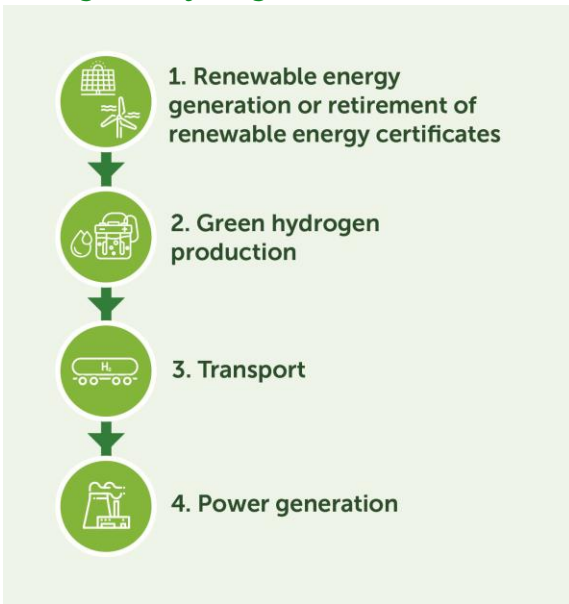 1. Renewable energy
generation or retirement of
renewable energy certificates
2. Green hydrogen
production
H₂
3. Transport
4. Power generation